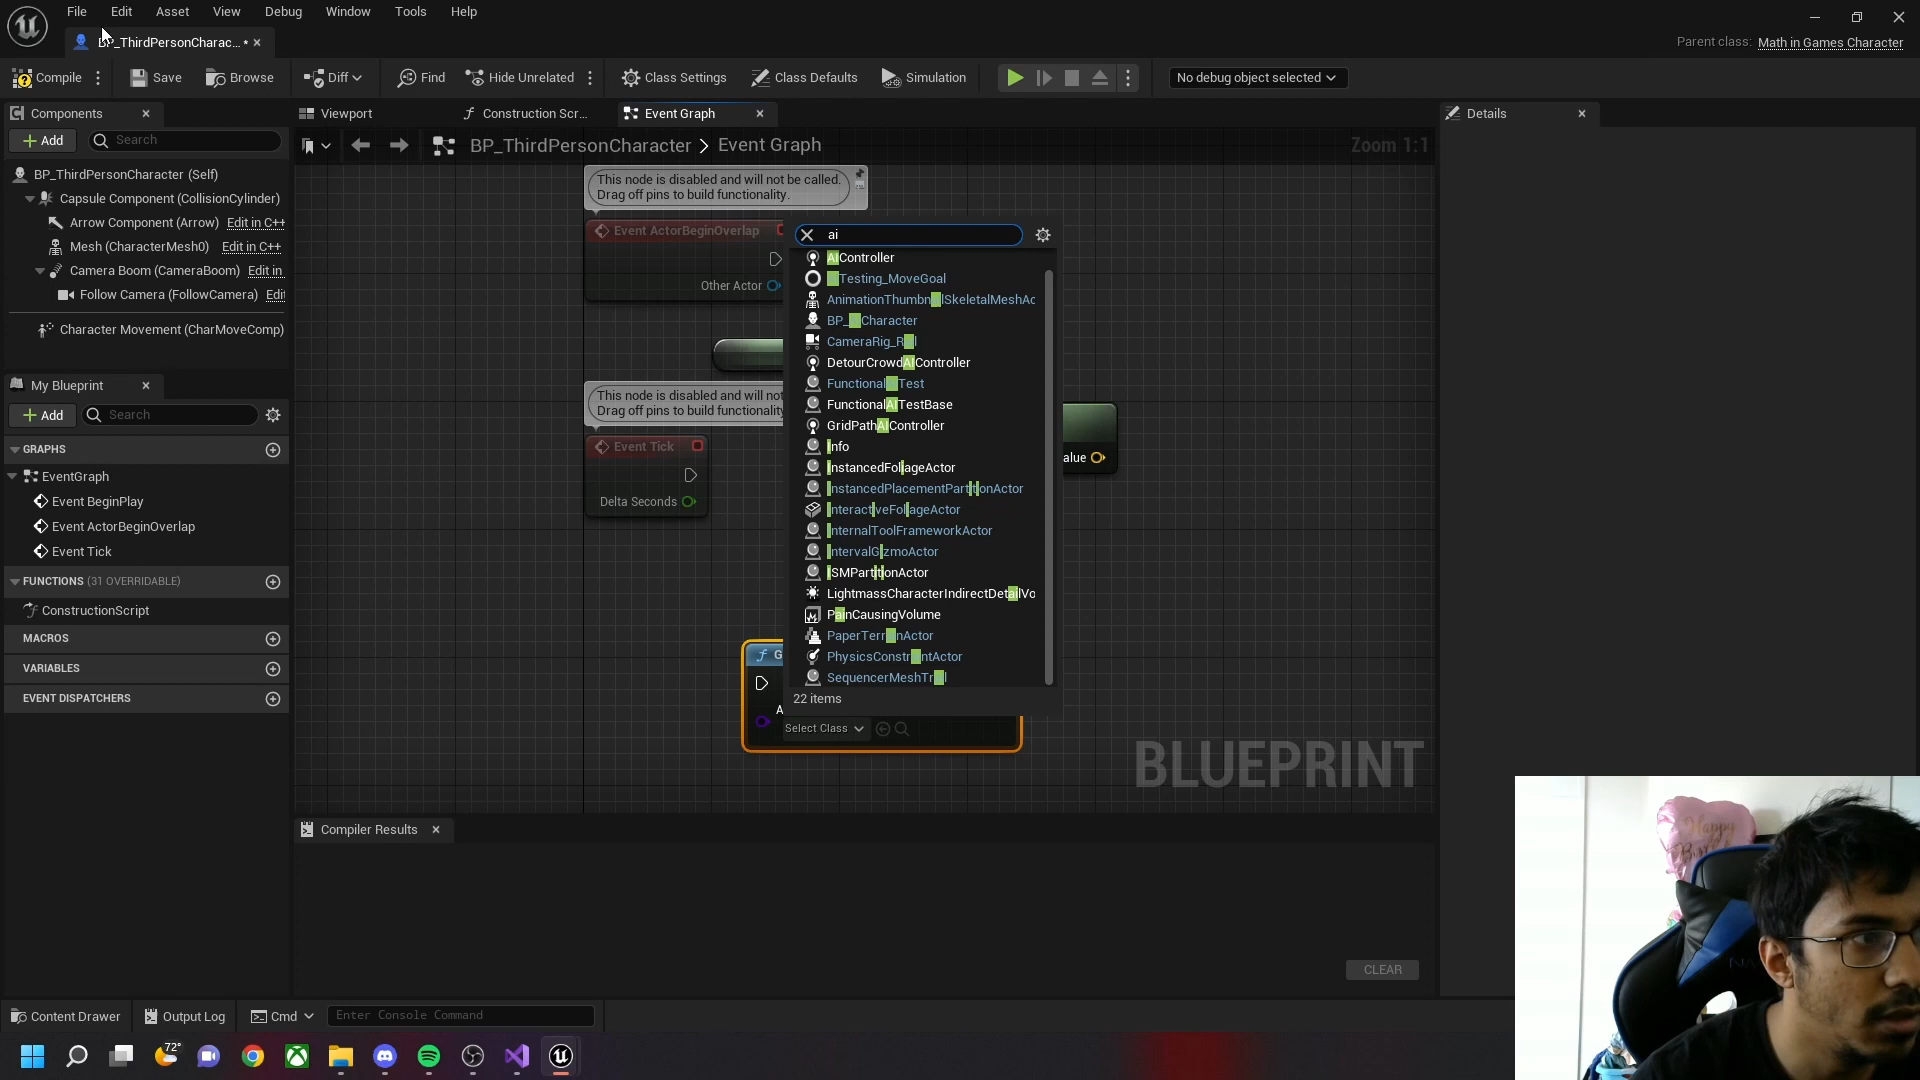 File Edit Asset View Debug Window Tools Help
BP_ThirdPersonCharac... *
Parent class: Math in Games Character
Compile Save Browse Diff Find Hide Unrelated Class Settings Class Defaults Simulation No debug object selected
Components
Viewport Construction Scr... Event Graph
Details
Add Search
BP_ThirdPersonCharacter > Event Graph
Zoom 1:1
BP_ThirdPersonCharacter (Self)
Capsule Component (CollisionCylinder)
Arrow Component (Arrow) Edit in C++
Mesh (CharacterMesh0) Edit in C++
Camera Boom (CameraBoom) Edit in
Follow Camera (FollowCamera) Edit
Character Movement (CharMoveComp)
My Blueprint
Add Search
GRAPHS
EventGraph
Event BeginPlay
Event ActorBeginOverlap
Event Tick
FUNCTIONS (31 OVERRIDABLE)
ConstructionScript
MACROS
VARIABLES
EVENT DISPATCHERS
This node is disabled and will not be called.
Drag off pins to build functionality.
Event ActorBeginOverlap
Other Actor
This node is disabled and will not
Drag off pins to build functionality
Event Tick
Delta Seconds
ai
AIController
Testing_MoveGoal
AnimationThumbnailSkeletalMeshAc
BP_AICharacter
CameraRig_Rail
DetourCrowdAIController
FunctionalAITest
FunctionalAITestBase
GridPathAIController
Info
InstancedFoliageActor
InstancedPlacementPartitionActor
InteractiveFoliageActor
InternalToolFrameworkActor
IntervalGizmoActor
ISMPartitionActor
LightmassCharacterIndirectDetailVo
PainCausingVolume
PaperTerrainActor
PhysicsConstraintActor
SequencerMeshTrail
22 items
alue
G
A
Select Class
BLUEPRINT
Compiler Results
CLEAR
Content Drawer Output Log Cmd Enter Console Command
72°
Happy